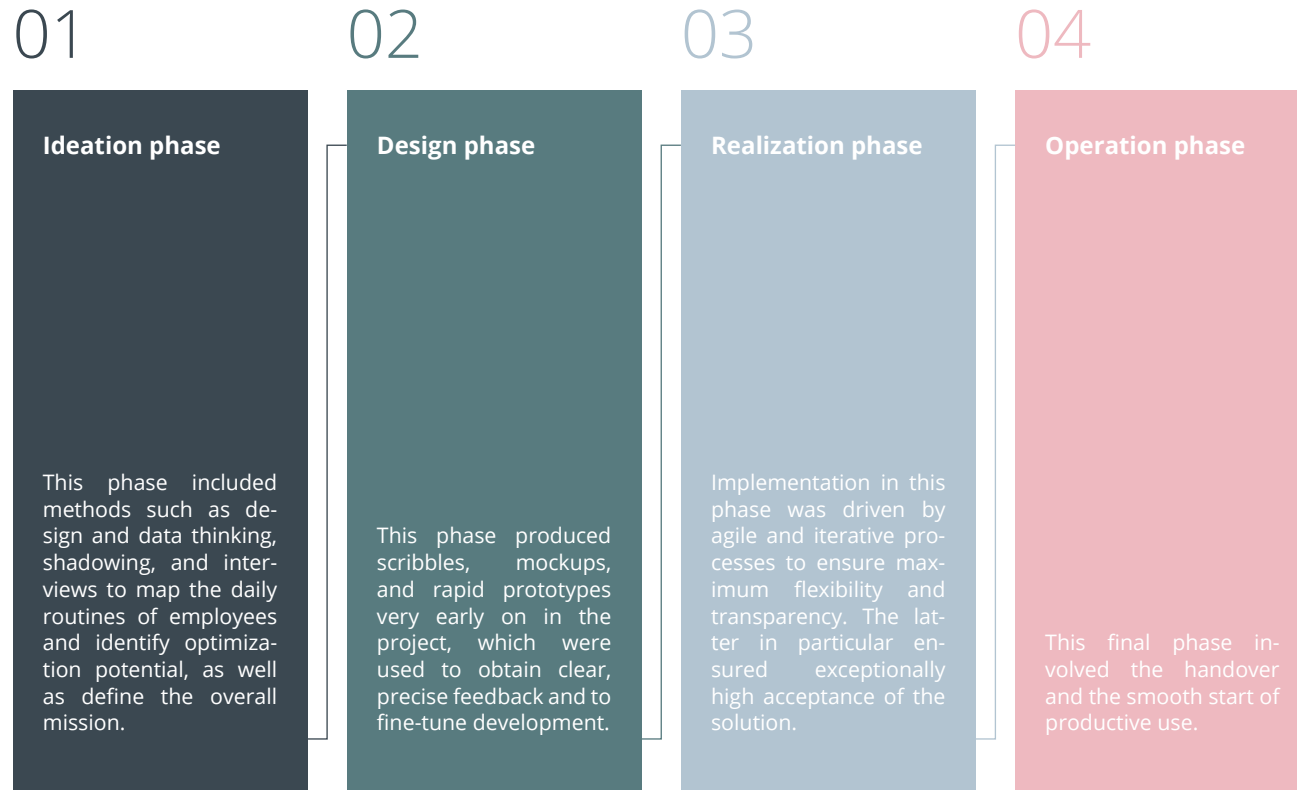 01
Ideation phase
This phase included
methods such as de-
sign and data thinking,
shadowing, and inter-
views to map the daily
routines of employees
and identify optimiza-
tion potential, as well
as define the overall
mission.
02
Design phase
This phase produced
scribbles, mockups,
and rapid prototypes
very early on in the
project, which were
used to obtain clear,
precise feedback and to
fine-tune development.
03
Realization phase
Implementation in this
phase was driven by
agile and iterative pro-
cesses to ensure max-
imum flexibility and
transparency. The lat-
ter in particular en-
sured exceptionally
high acceptance of the
solution.
04
Operation phase
This final phase in-
volved the handover
and the smooth start of
productive use.